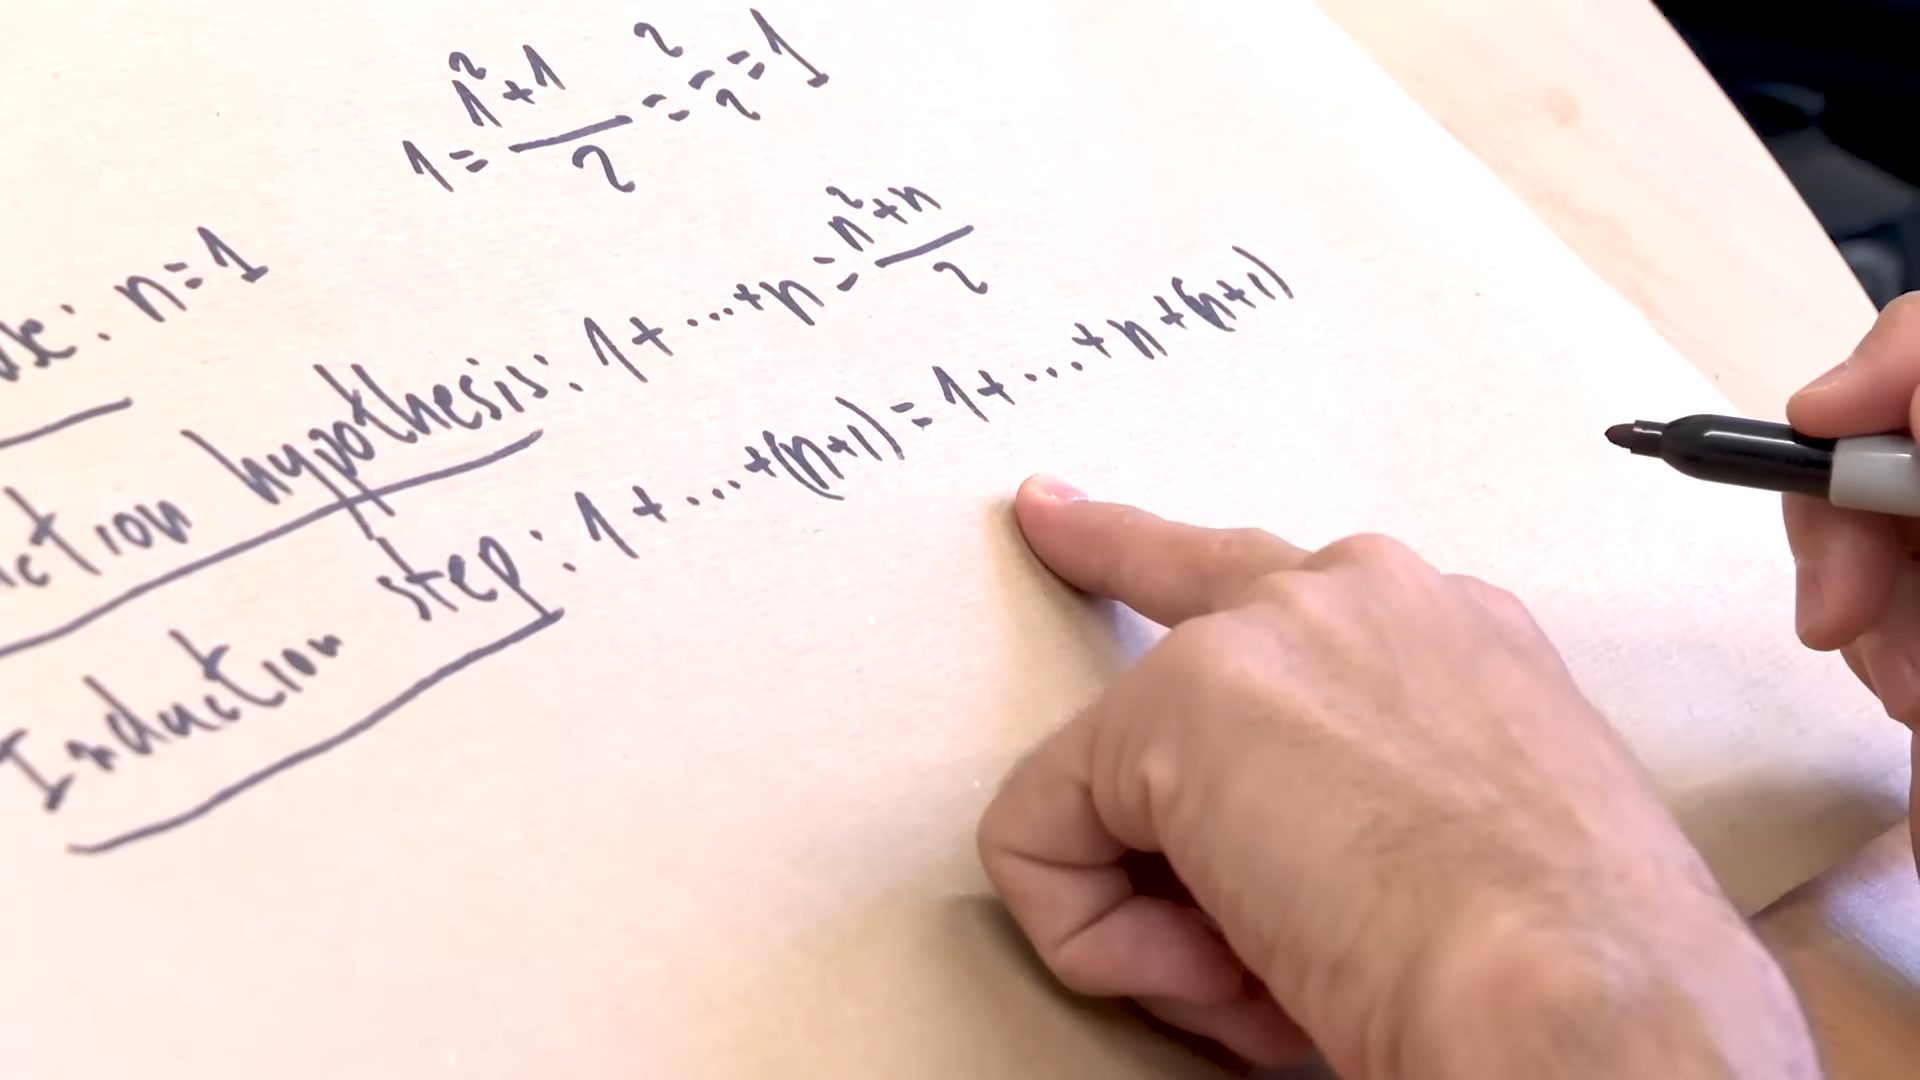 1 = 1²+1/2 = 2/2 = 1
: n=1
hypothesis: 1+...+n = n²+n/2
Induction step: 1+...+(n+1) = 1+...+n+(n+1)